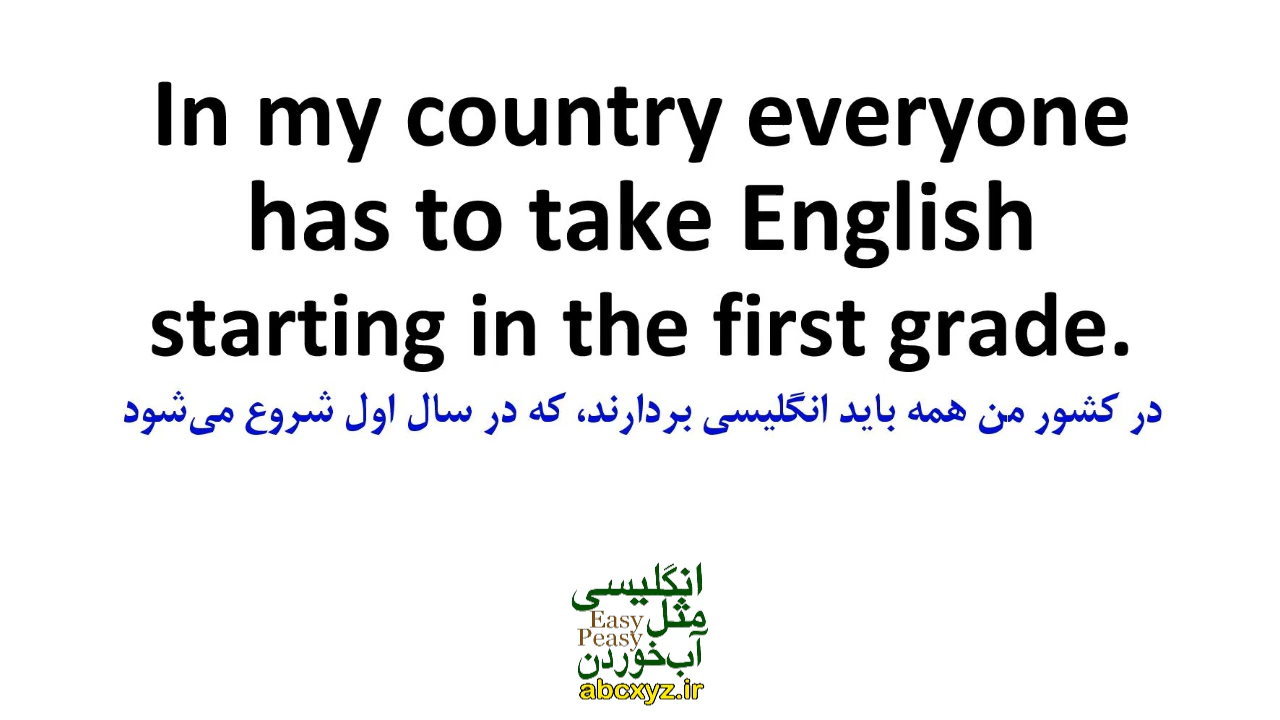 In my country everyone
has to take English
starting in the first grade.
در کشور من همه باید انگلیسی بردارند، که در سال اول شروع می‌شود
انگلیسی
مثل
Easy
Peasy
آب‌خوردن
abcxyz.ir